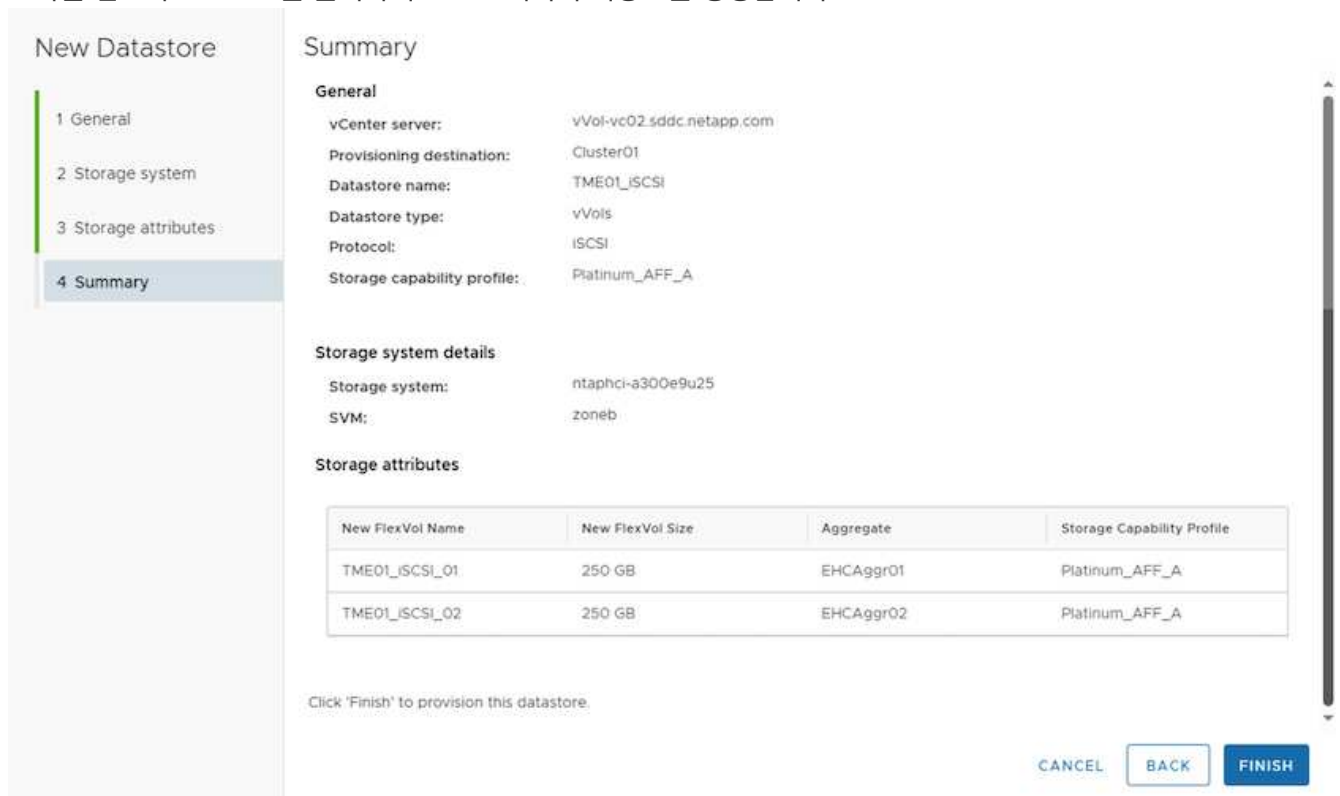 New Datastore
1 General
2 Storage system
3 Storage attributes
4 Summary
Summary
General
vCenter server: vVol-vc02.sddc.netapp.com
Provisioning destination: Cluster01
Datastore name: TME01_iSCSI
Datastore type: vVols
Protocol: iSCSI
Storage capability profile: Platinum_AFF_A
Storage system details
Storage system: ntaphci-a300e9u25
SVM: zoneb
Storage attributes
New FlexVol Name New FlexVol Size Aggregate Storage Capability Profile
TME01_iSCSI_01 250 GB EHCAggr01 Platinum_AFF_A
TME01_iSCSI_02 250 GB EHCAggr02 Platinum_AFF_A
Click 'Finish' to provision this datastore.
CANCEL BACK FINISH